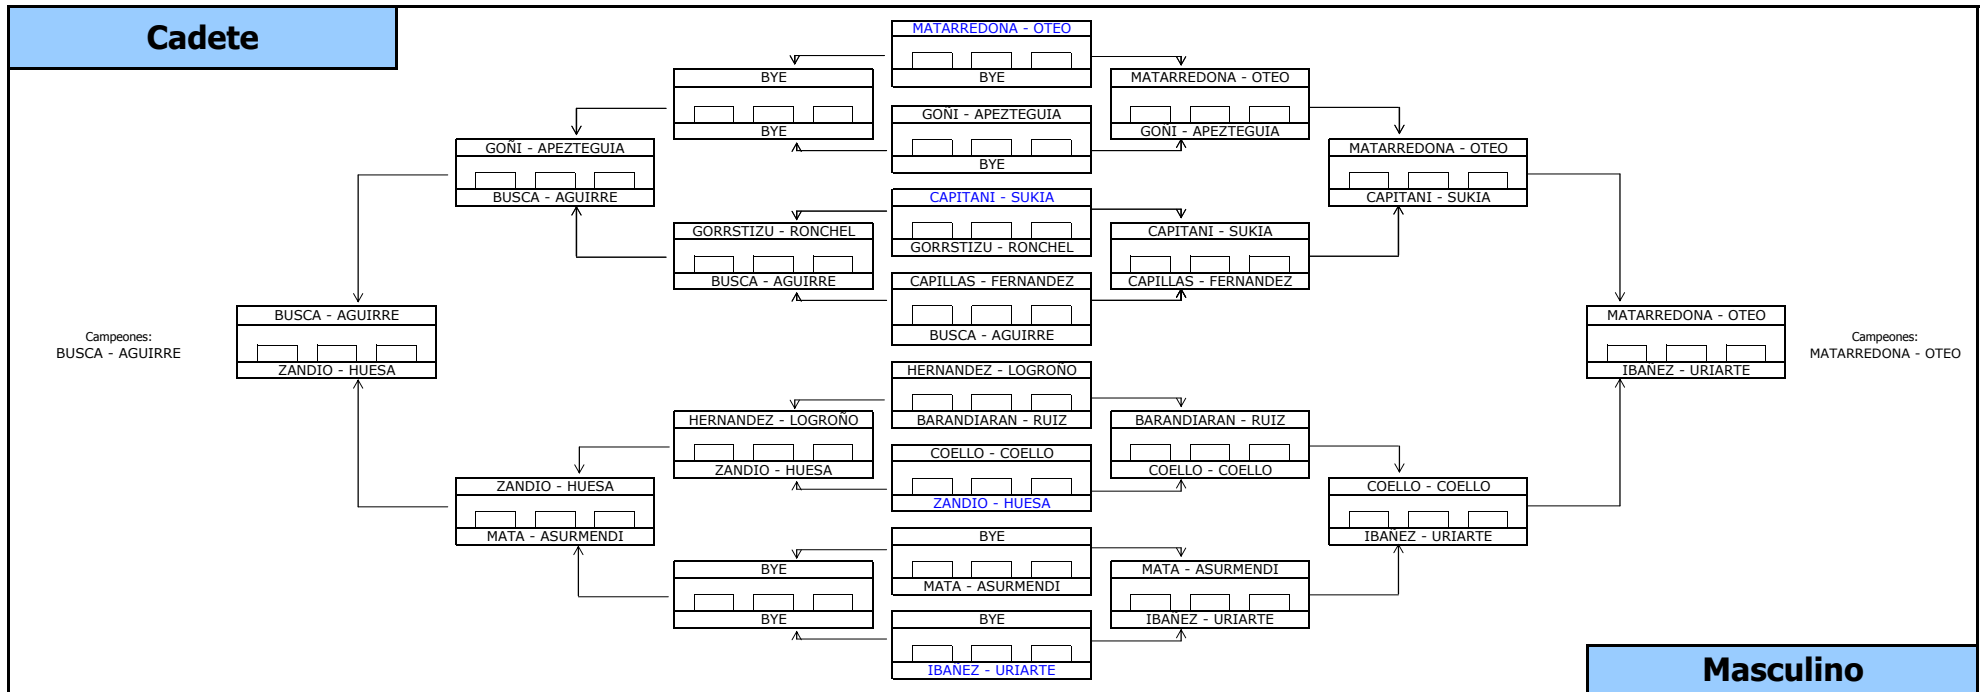 Cadete
MATARREDONA - OTEO
BYE
GOÑI - APEZTEGUIA
BYE
CAPITANI - SUKIA
GORRSTIZU - RONCHEL
CAPILLAS - FERNANDEZ
BUSCA - AGUIRRE
HERNANDEZ - LOGROÑO
BARANDIARAN - RUIZ
COELLO - COELLO
ZANDIO - HUESA
BYE
MATA - ASURMENDI
BYE
IBAÑEZ - URIARTE
BYE
BYE
GORRSTIZU - RONCHEL
BUSCA - AGUIRRE
HERNANDEZ - LOGROÑO
ZANDIO - HUESA
BYE
BYE
GOÑI - APEZTEGUIA
BUSCA - AGUIRRE
ZANDIO - HUESA
MATA - ASURMENDI
BUSCA - AGUIRRE
ZANDIO - HUESA
Campeones:
BUSCA - AGUIRRE
MATARREDONA - OTEO
GOÑI - APEZTEGUIA
CAPITANI - SUKIA
CAPILLAS - FERNANDEZ
BARANDIARAN - RUIZ
COELLO - COELLO
MATA - ASURMENDI
IBAÑEZ - URIARTE
MATARREDONA - OTEO
CAPITANI - SUKIA
COELLO - COELLO
IBAÑEZ - URIARTE
MATARREDONA - OTEO
IBAÑEZ - URIARTE
Campeones:
MATARREDONA - OTEO
Masculino